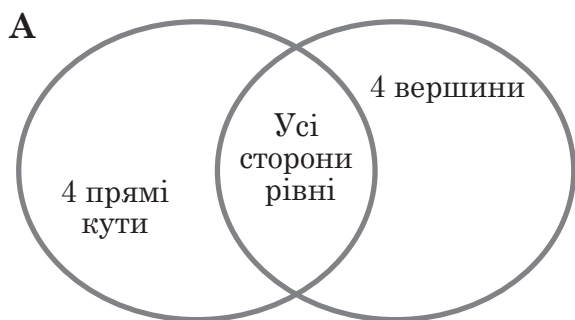 А
4 вершини
Усі
сторони
рівні
4 прямі
кути